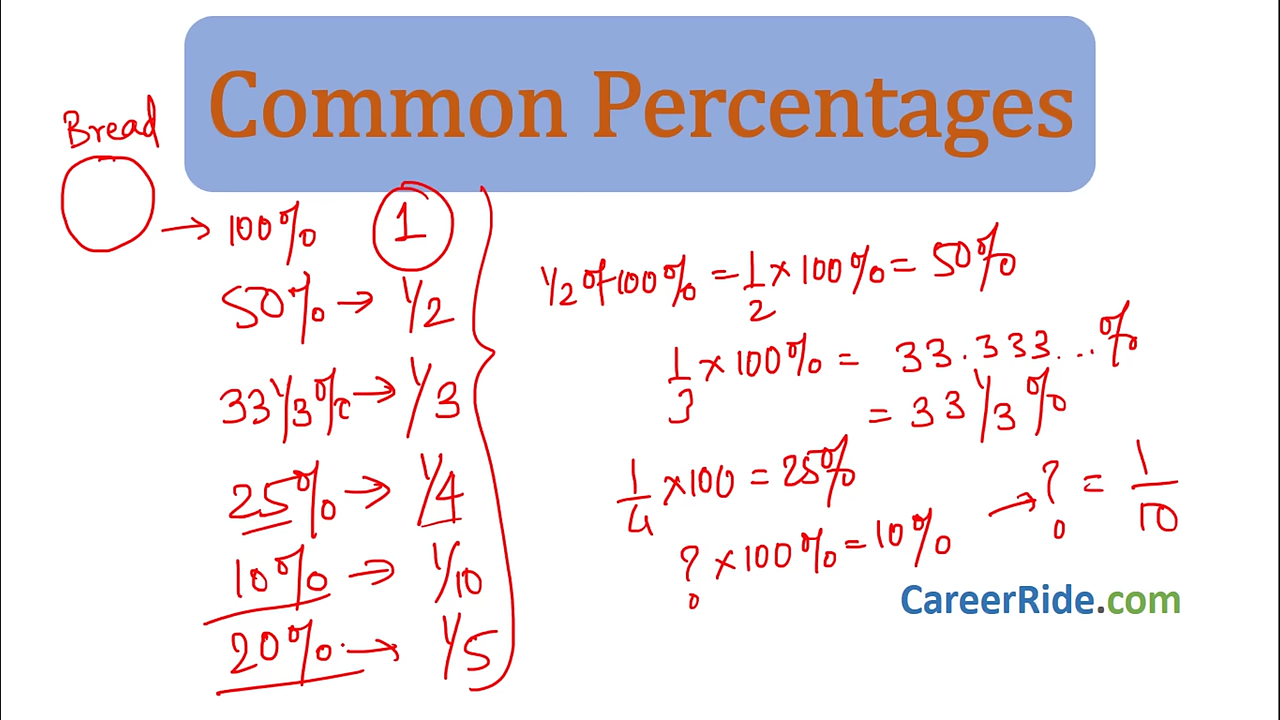 Common Percentages
Bread
→ 100% 1
50% → 1/2
33 1/3% → 1/3
25% → 1/4
10% → 1/10
20% → 1/5
1/2 of 100% = 1/2 × 100% = 50%
1/3 × 100% = 33.333...%
= 33 1/3%
1/4 × 100 = 25%
? × 100% = 10% → ? = 1/10
CareerRide.com